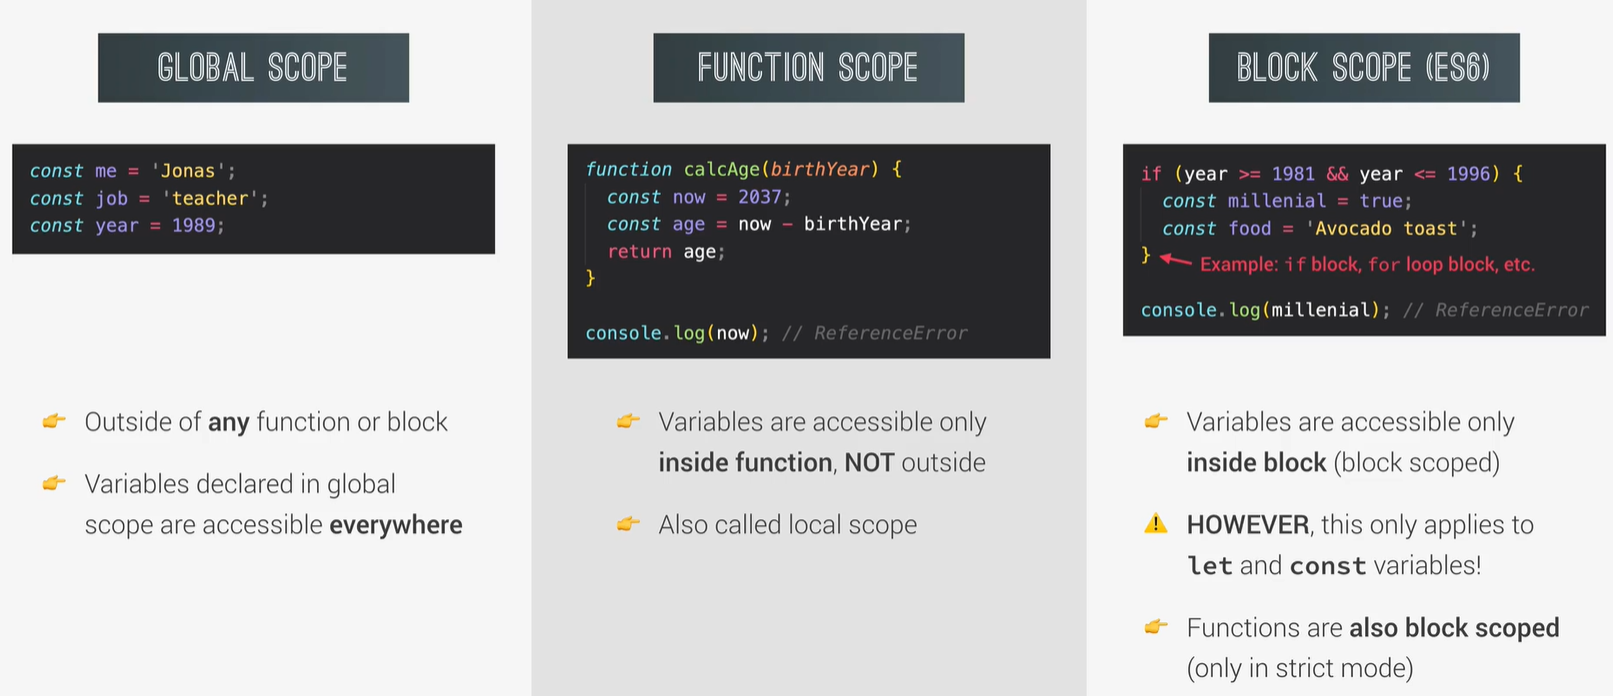 GLOBAL SCOPE
const me = 'Jonas';
const job = 'teacher';
const year = 1989;
Outside of any function or block
Variables declared in global
scope are accessible everywhere
FUNCTION SCOPE
function calcAge(birthYear) {
const now = 2037;
const age = now − birthYear;
return age;
}
console.log(now); // ReferenceError
Variables are accessible only
inside function, NOT outside
Also called local scope
BLOCK SCOPE (ES6)
if (year >= 1981 && year <= 1996) {
const millenial = true;
const food = 'Avocado toast';
}
Example: if block, for loop block, etc.
console.log(millenial); // ReferenceError
Variables are accessible only
inside block (block scoped)
HOWEVER, this only applies to
let and const variables!
Functions are also block scoped
(only in strict mode)